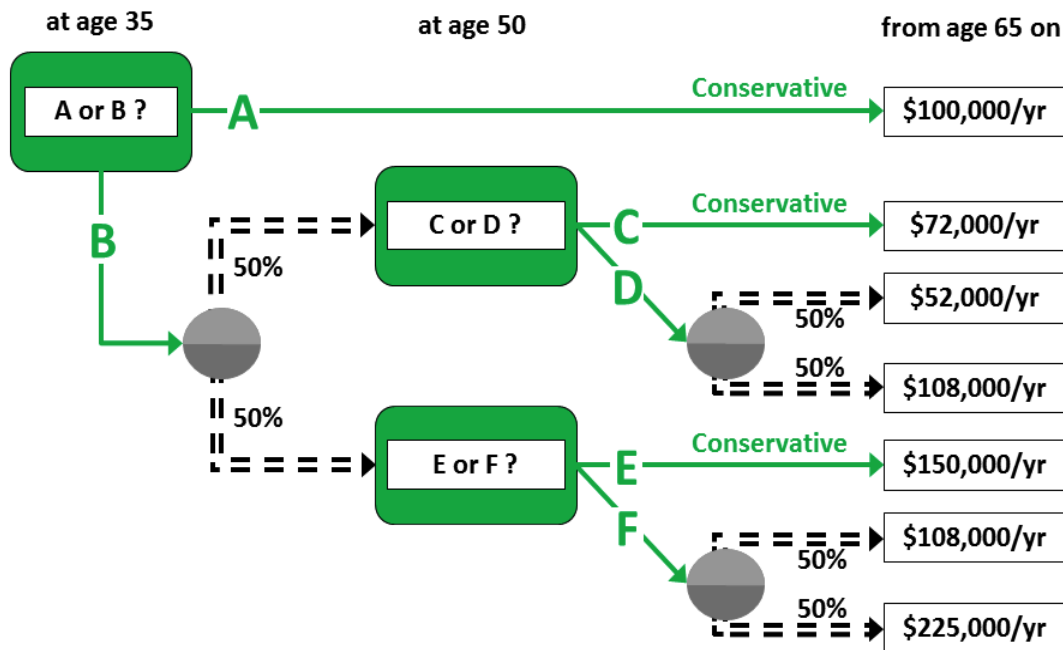 at age 35
at age 50
from age 65 on
A or B ?
A
Conservative
$100,000/yr
B
50%
C or D ?
C
Conservative
$72,000/yr
D
50%
$52,000/yr
50%
$108,000/yr
50%
E or F ?
E
Conservative
$150,000/yr
F
50%
$108,000/yr
50%
$225,000/yr